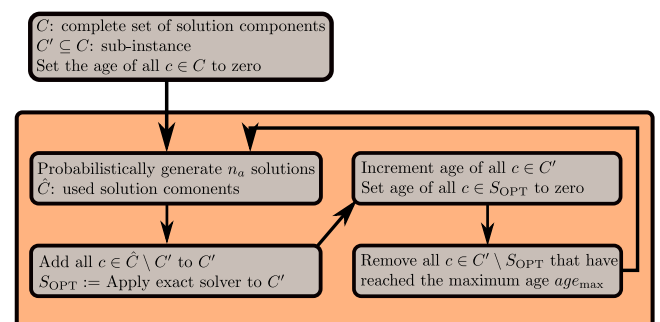 C: complete set of solution components
C′ ⊆ C: sub-instance
Set the age of all c ∈ C to zero
Probabilistically generate nₐ solutions
Ĉ: used solution comonents
Add all c ∈ Ĉ \ C′ to C′
S_OPT := Apply exact solver to C′
Increment age of all c ∈ C′
Set age of all c ∈ S_OPT to zero
Remove all c ∈ C′ \ S_OPT that have
reached the maximum age age_max